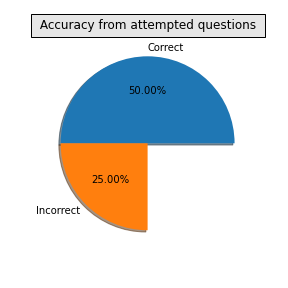 Accuracy from attempted questions
Correct
50.00%
25.00%
Incorrect